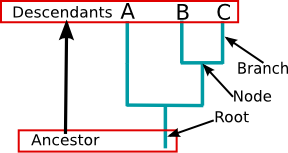 Descendants A B C
Branch
Node
Root
Ancestor